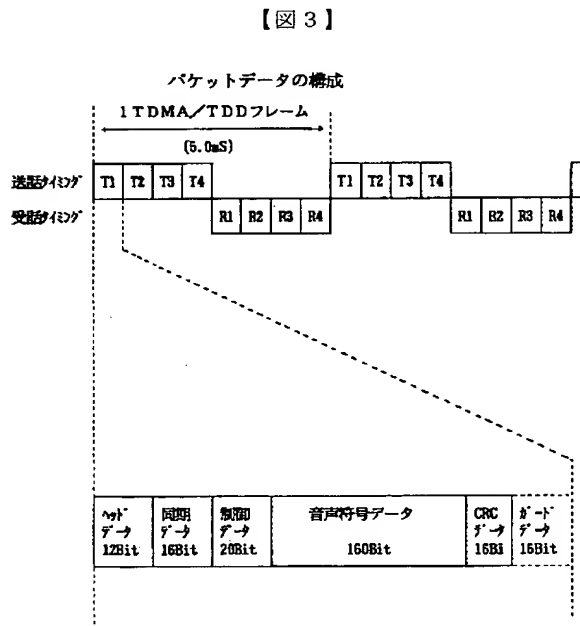 【図３】
パケットデータの構成
１ＴＤＭＡ／ＴＤＤフレーム
(5.0mS)
送話ﾀｲﾐﾝｸﾞ T1 T2 T3 T4 T1 T2 T3 T4
受話ﾀｲﾐﾝｸﾞ R1 R2 R3 R4 R1 R2 R3 R4
ﾍｯﾄﾞ 同期 制御 音声符号データ CRC ｶﾞｰﾄﾞ
ﾃﾞｰﾀ ﾃﾞｰﾀ ﾃﾞｰﾀ ﾃﾞｰﾀ ﾃﾞｰﾀ
12Bit 16Bit 20Bit 160Bit 16Bi 16Bit